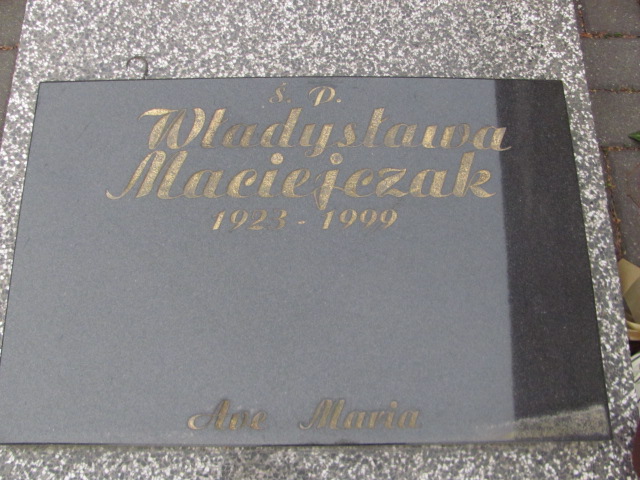 Ś. P.
Władysława
Maciejczak
1923 - 1999
Ave Maria